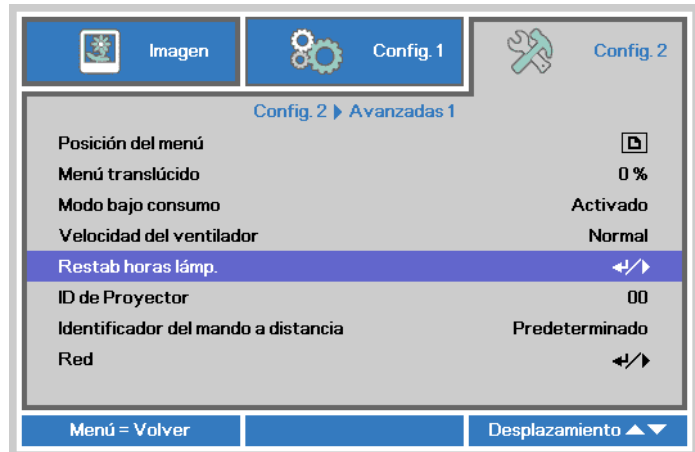 Imagen
Config. 1
Config. 2
Config. 2 ▶ Avanzadas 1
Posición del menú
Menú translúcido 0 %
Modo bajo consumo Activado
Velocidad del ventilador Normal
Restab horas lámp. ↵/▶
ID de Proyector 00
Identificador del mando a distancia Predeterminado
Red ↵/▶
Menú = Volver
Desplazamiento ▲▼